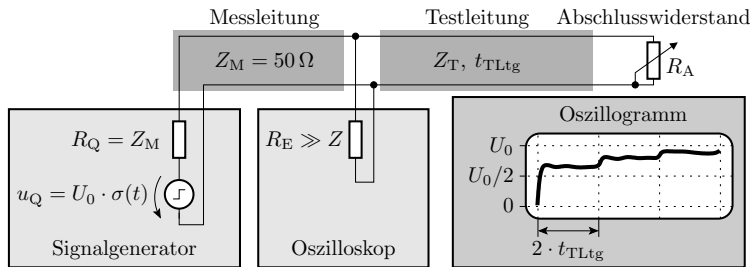 Messleitung
Testleitung
Abschlusswiderstand
Z_M = 50 Ω
Z_T, t_TLtg
R_A
R_Q = Z_M
u_Q = U_0 · σ(t)
Signalgenerator
R_E ≫ Z
Oszilloskop
Oszillogramm
U_0
U_0/2
0
2 · t_TLtg